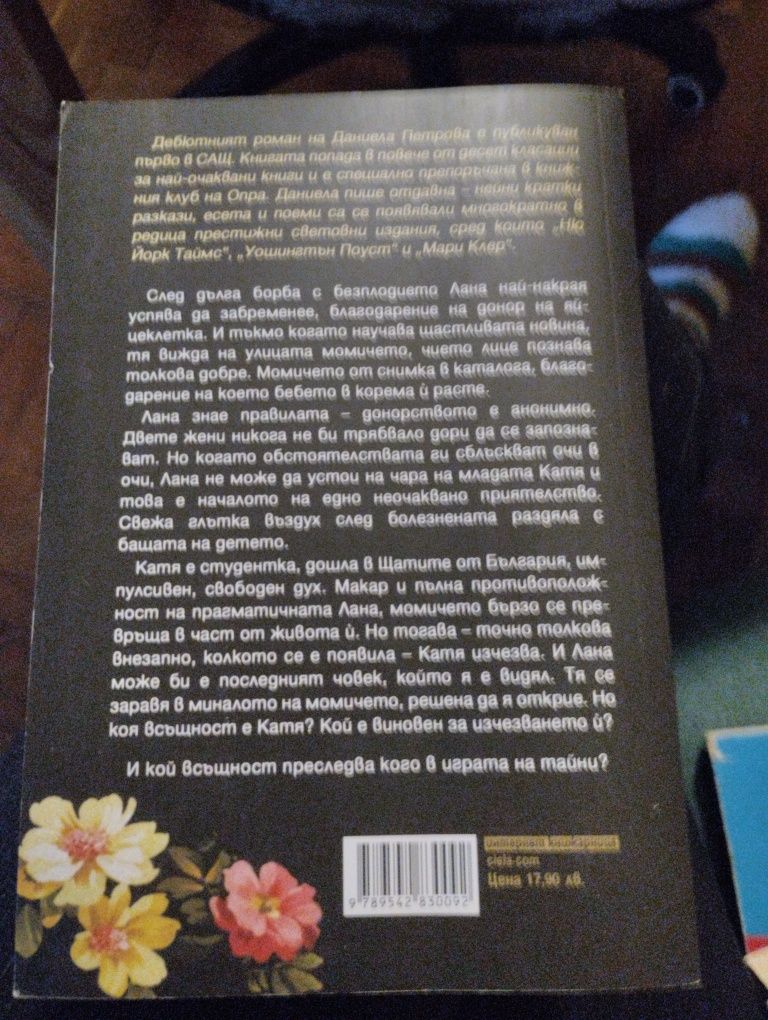 Дебютният роман на Даниела Петрова е публикуван
първо в САЩ. Книгата попада в повече от десет класации
за най-очаквани книги и е специално препоръчана в книж-
ния клуб на Опра. Даниела пише отдавна – нейни кратки
разкази, есета и поеми са се появявали многократно в
редица престижни световни издания, сред които „Ню
Йорк Таймс“, „Уошингтън Поуст“ и „Мари Клер“.
След дълга борба с безплодието Лана най-накрая
успява да забременее, благодарение на донор на яй-
цеклетка. И тъкмо когато научава щастливата новина,
тя вижда на улицата момичето, чието лице познава
толкова добре. Момичето от снимка в каталога, благо-
дарение на което бебето в корема ѝ расте.
Лана знае правилата – донорството е анонимно.
Двете жени никога не би трябвало дори да се запозна-
ват. Но когато обстоятелствата ги сблъскват очи в
очи, Лана не може да устои на чара на младата Катя и
това е началото на едно неочаквано приятелство.
Свежа глътка въздух след болезнената раздяла с
бащата на детето.
Катя е студентка, дошла в Щатите от България, им-
пулсивен, свободен дух. Макар и пълна противополож-
ност на прагматичната Лана, момичето бързо се пре-
връща в част от живота ѝ. Но тогава – точно толкова
внезапно, колкото се е появила – Катя изчезва. И Лана
може би е последният човек, който я е видял. Тя се
заравя в миналото на момичето, решена да я открие. Но
коя всъщност е Катя? Кой е виновен за изчезването ѝ?
И кой всъщност преследва кого в играта на тайни?
интернет книжарница
ciela.com
Цена 17,90 лв.
9 789542 830092